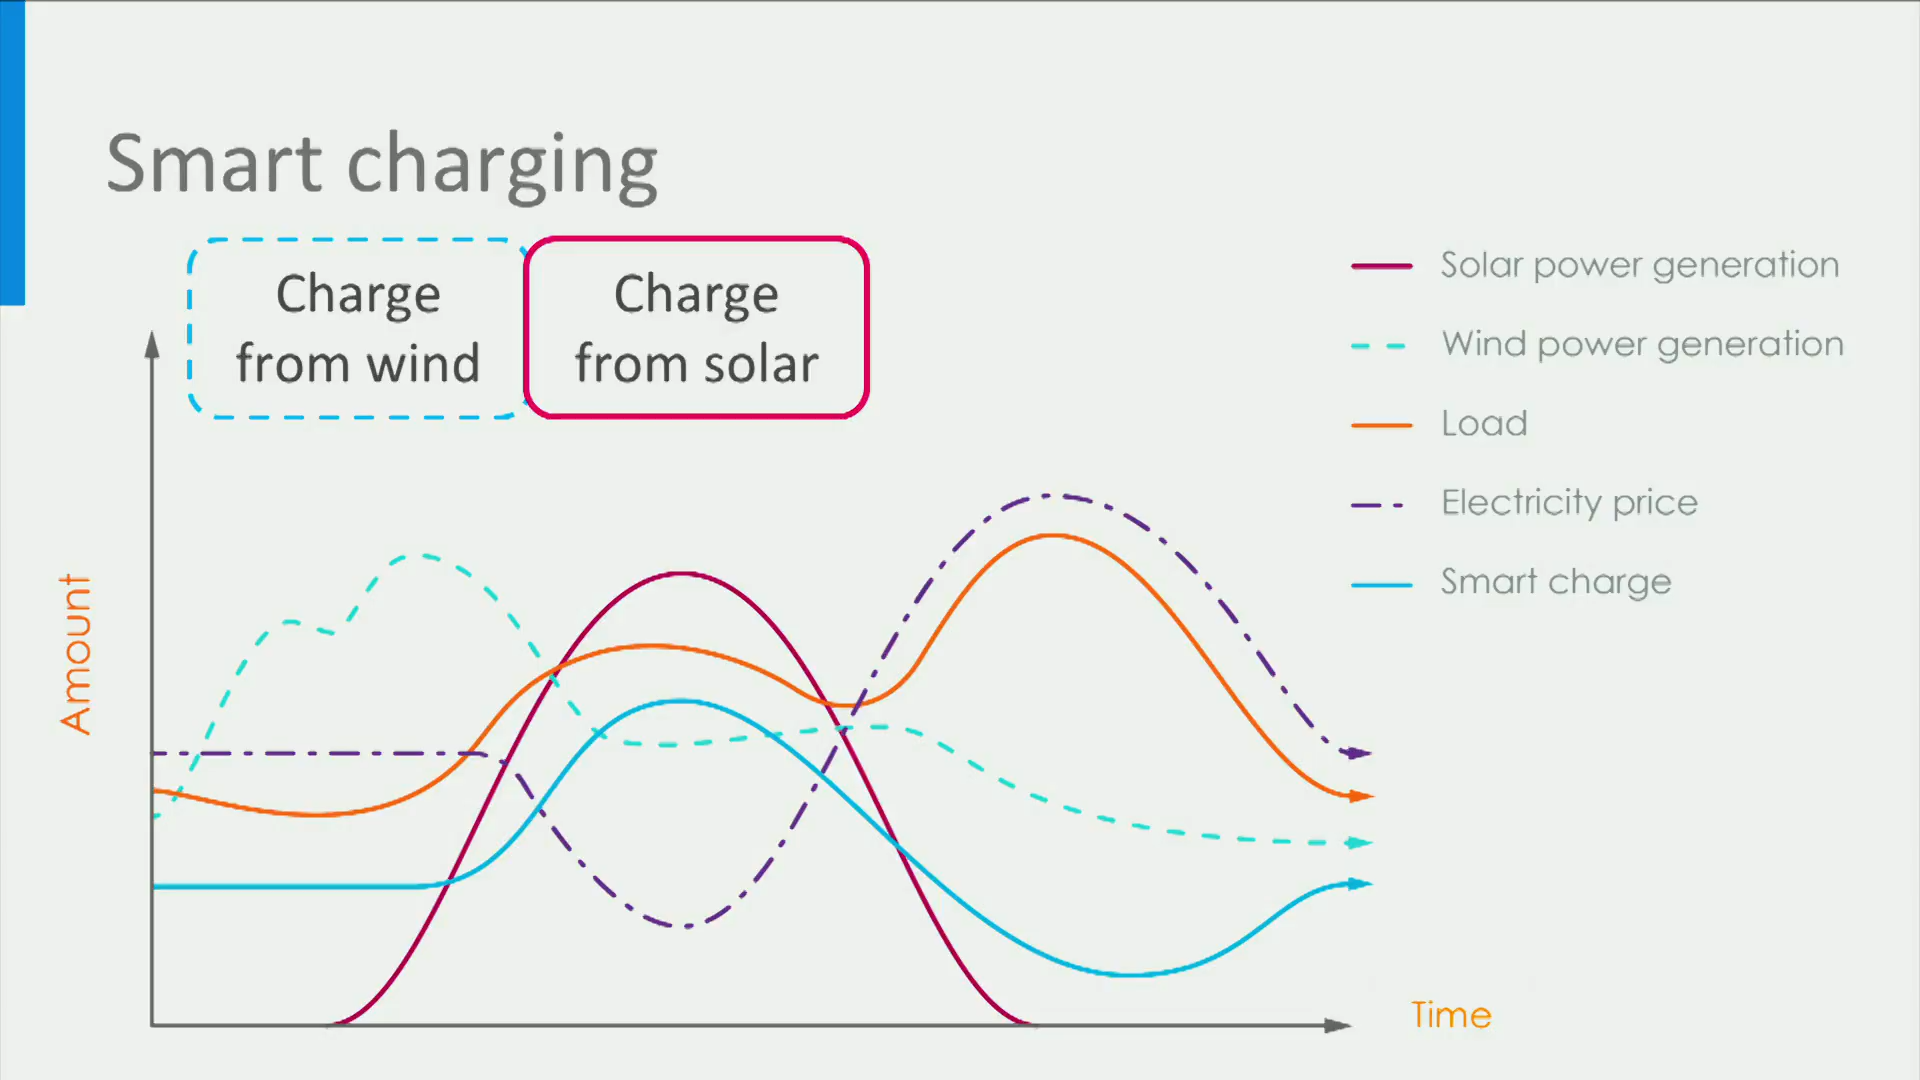 Smart charging
Charge
from wind
Charge
from solar
Solar power generation
Wind power generation
Load
Electricity price
Smart charge
Amount
Time